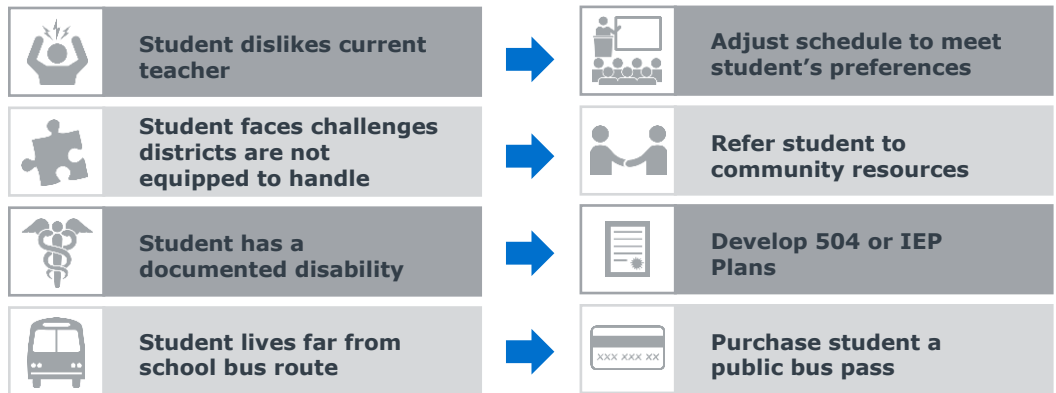 Student dislikes current
teacher
Adjust schedule to meet
student's preferences
Student faces challenges
districts are not
equipped to handle
Refer student to
community resources
Student has a
documented disability
Develop 504 or IEP
Plans
Student lives far from
school bus route
xxx xxx xx
Purchase student a
public bus pass